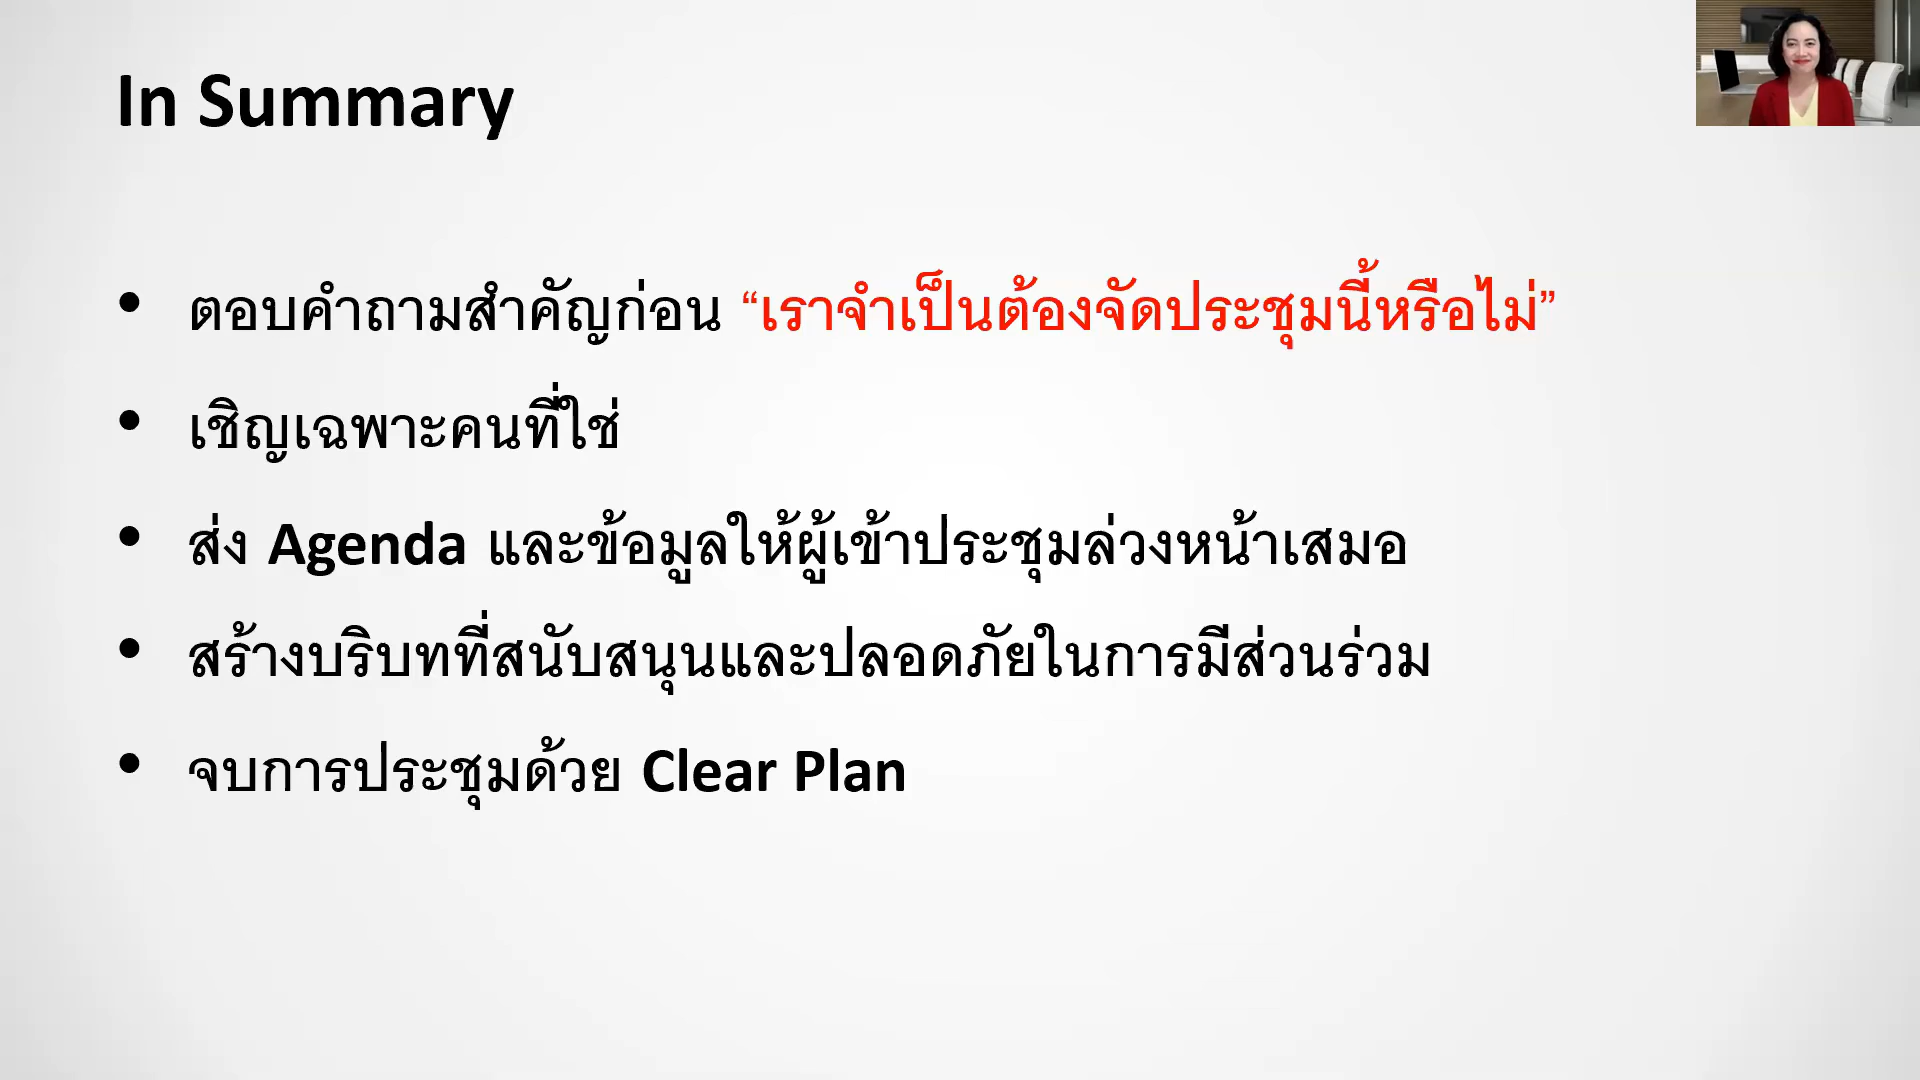 In Summary
• ตอบคำถามสำคัญก่อน “เราจำเป็นต้องจัดประชุมนี้หรือไม่”
• เชิญเฉพาะคนที่ใช่
• ส่ง Agenda และข้อมูลให้ผู้เข้าประชุมล่วงหน้าเสมอ
• สร้างบริบทที่สนับสนุนและปลอดภัยในการมีส่วนร่วม
• จบการประชุมด้วย Clear Plan